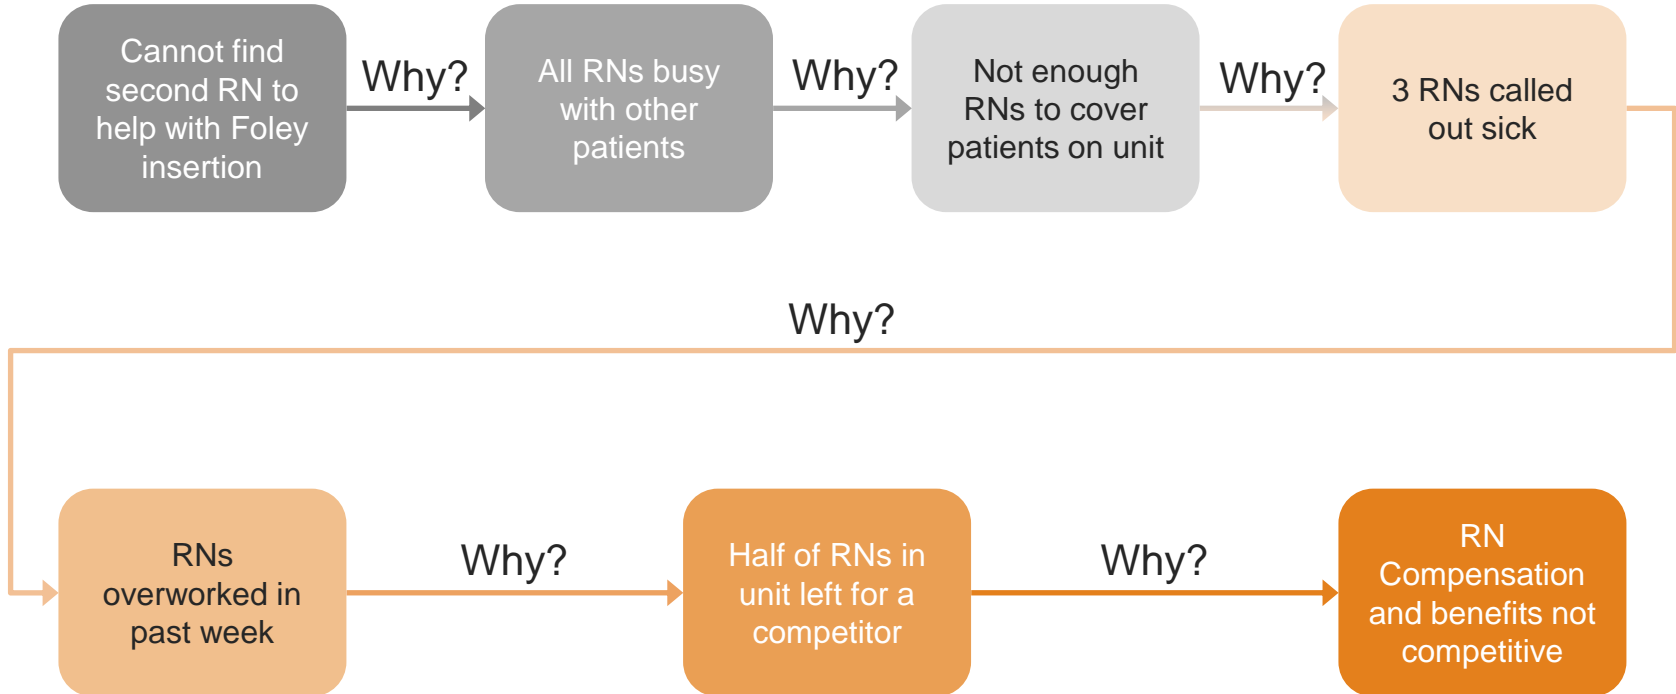 Cannot find
second RN to
help with Foley
insertion
Why?
All RNs busy
with other
patients
Why?
Not enough
RNs to cover
patients on unit
Why?
3 RNs called
out sick
Why?
RNs
overworked in
past week
Why?
Half of RNs in
unit left for a
competitor
Why?
RN
Compensation
and benefits not
competitive